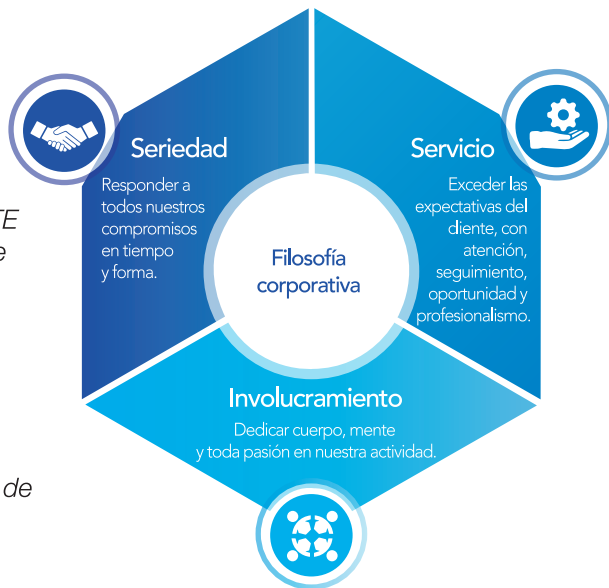 Seriedad
Responder a
todos nuestros
compromisos
en tiempo
y forma.
Servicio
Exceder las
expectativas del
cliente, con
atención,
seguimiento,
oportunidad y
profesionalismo.
Filosofía
corporativa
Involucramiento
Dedicar cuerpo, mente
y toda pasión en nuestra actividad.
TE
e
de